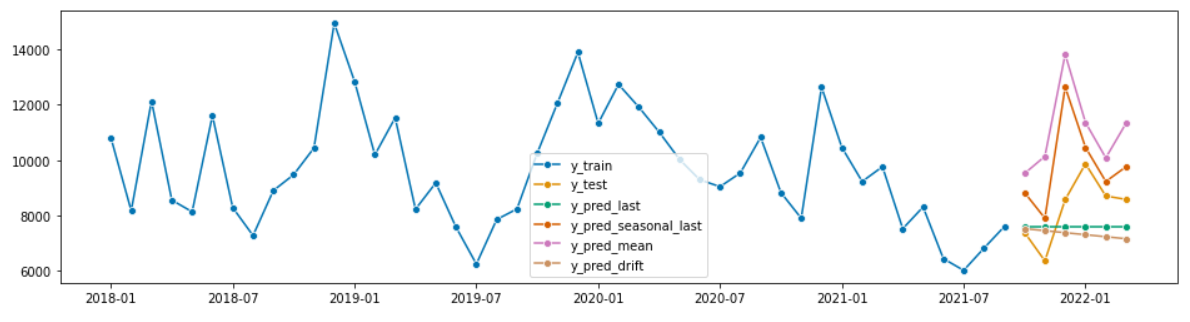 14000
12000
10000
8000
6000
y_train
y_test
y_pred_last
y_pred_seasonal_last
y_pred_mean
y_pred_drift
2018-01 2018-07 2019-01 2019-07 2020-01 2020-07 2021-01 2021-07 2022-01